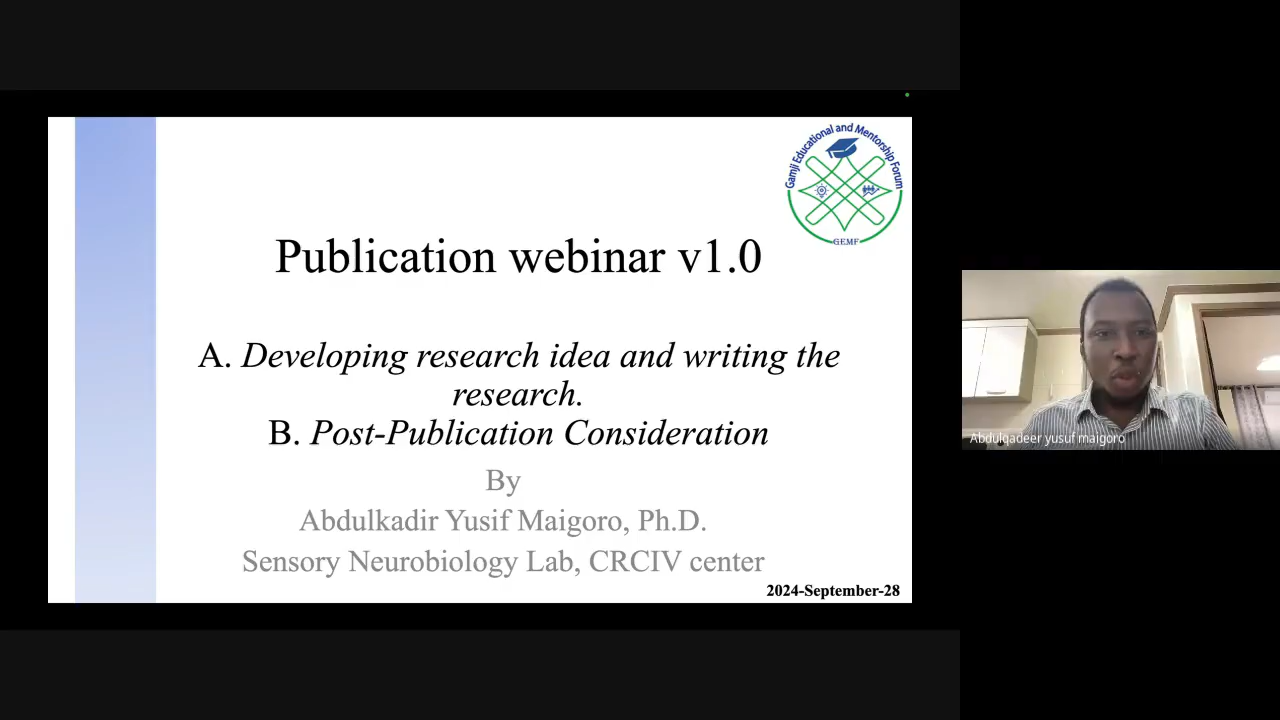 Gamji Educational and Mentorship Forum
GEMF
Publication webinar v1.0
A. Developing research idea and writing the
research.
B. Post-Publication Consideration
By
Abdulkadir Yusif Maigoro, Ph.D.
Sensory Neurobiology Lab, CRCIV center
2024-September-28
Abdulqadeer yusuf maigoro